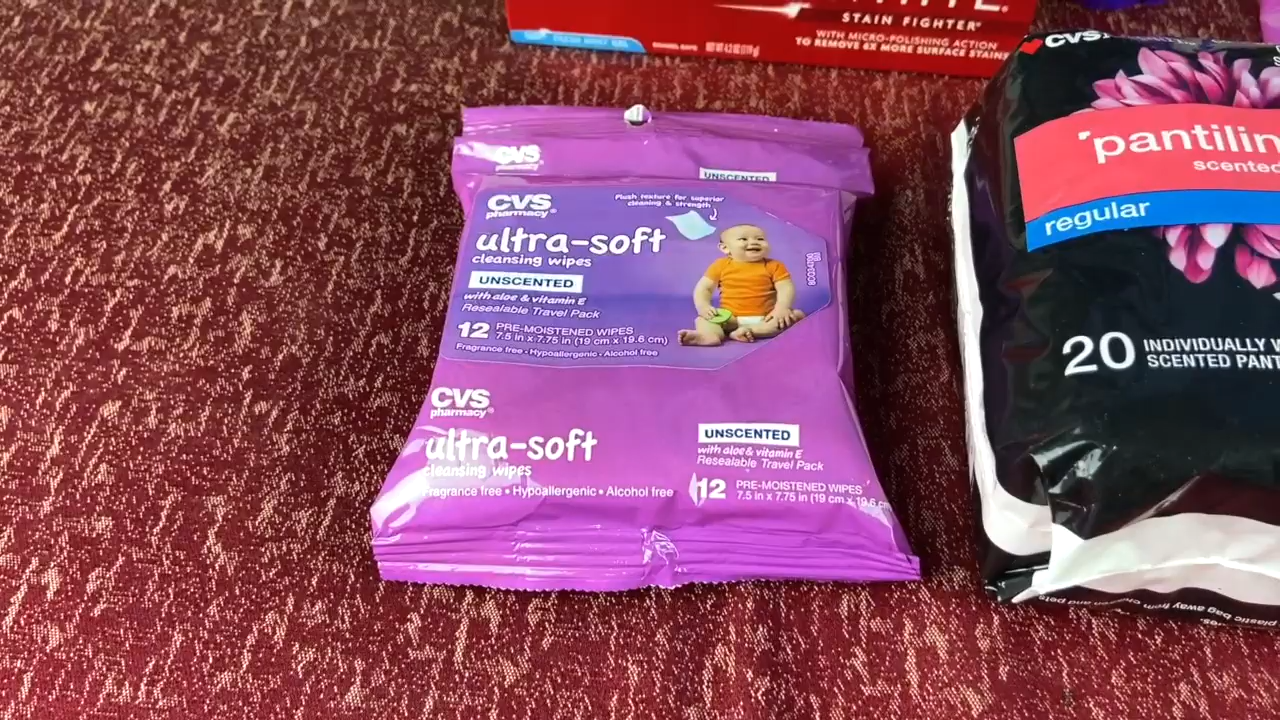 STAIN FIGHTER
WITH MICRO-POLISHING ACTION
TO REMOVE 6X MORE SURFACE STAINS
CVS
UNSCENTED
CVS
pharmacy®
Plush texture for superior
cleaning & strength
ultra-soft
cleansing wipes
UNSCENTED
with aloe & vitamin E
Resealable Travel Pack
12 PRE-MOISTENED WIPES
7.5 in x 7.75 in (19 cm x 19.6 cm)
Fragrance free • Hypoallergenic • Alcohol free
CVS
pharmacy®
ultra-soft
cleansing wipes
Fragrance free • Hypoallergenic • Alcohol free
UNSCENTED
with aloe & vitamin E
Resealable Travel Pack
12 PRE-MOISTENED WIPES
7.5 in x 7.75 in (19 cm x 19.6 cm
CVS
pantilin
scented
regular
20 INDIVIDUALLY W
SCENTED PANT
plastic bag away from